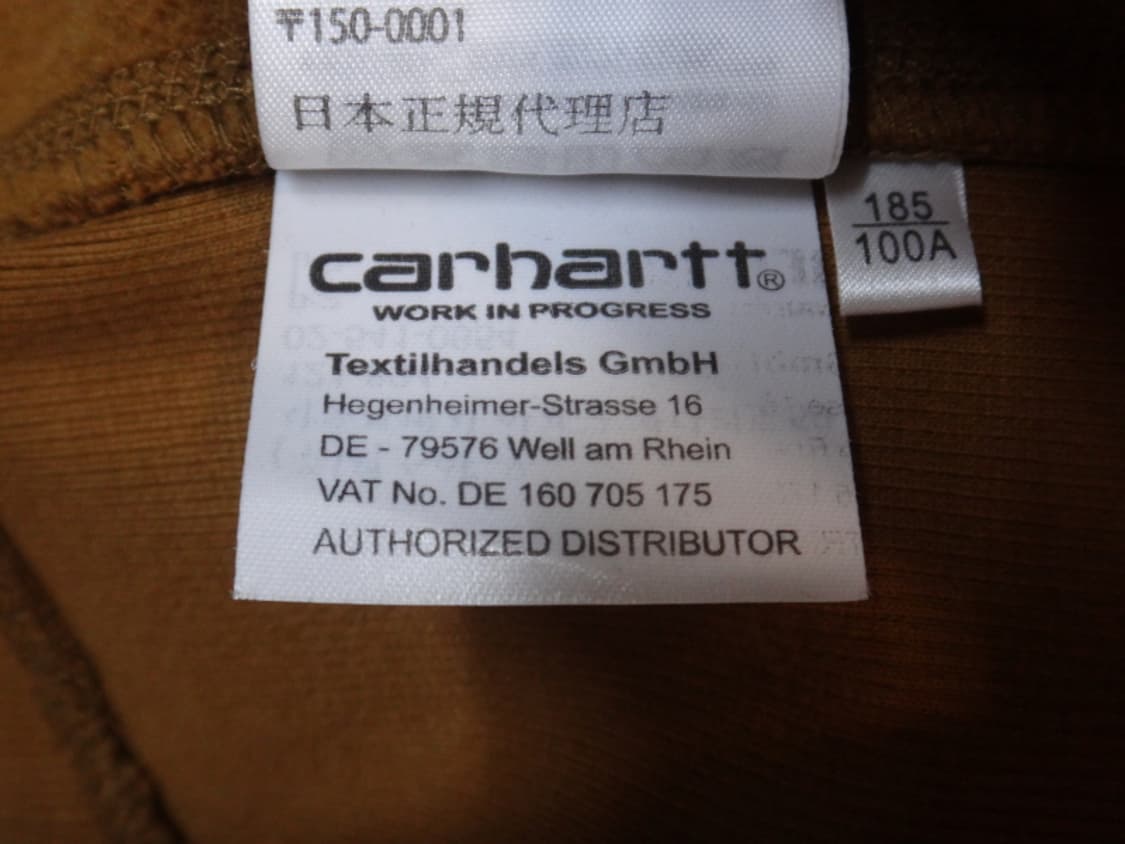 〒150-0001
日本正規代理店
carhartt®
WORK IN PROGRESS
Textilhandels GmbH
Hegenheimer-Strasse 16
DE - 79576 Well am Rhein
VAT No. DE 160 705 175
AUTHORIZED DISTRIBUTOR
185
100A